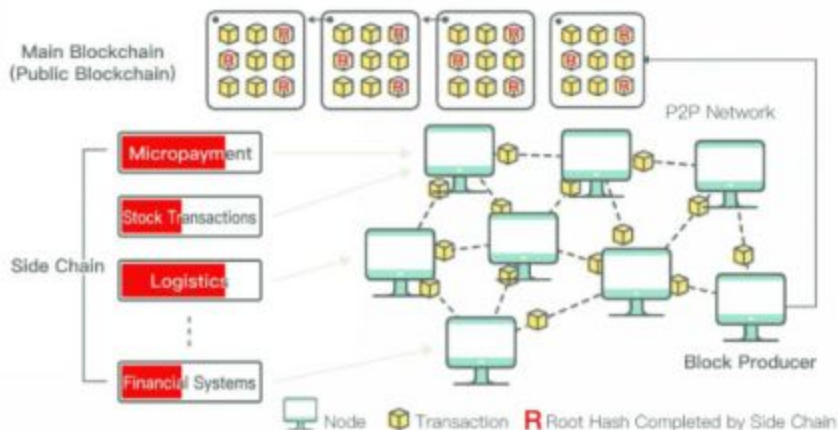 Main Blockchain
(Public Blockchain)
R R R R
R R R R
R R R R
P2P Network
Micropayment
Stock Transactions
Side Chain
Logistics
Financial Systems
Block Producer
Node Transaction R Root Hash Completed by Side Chain